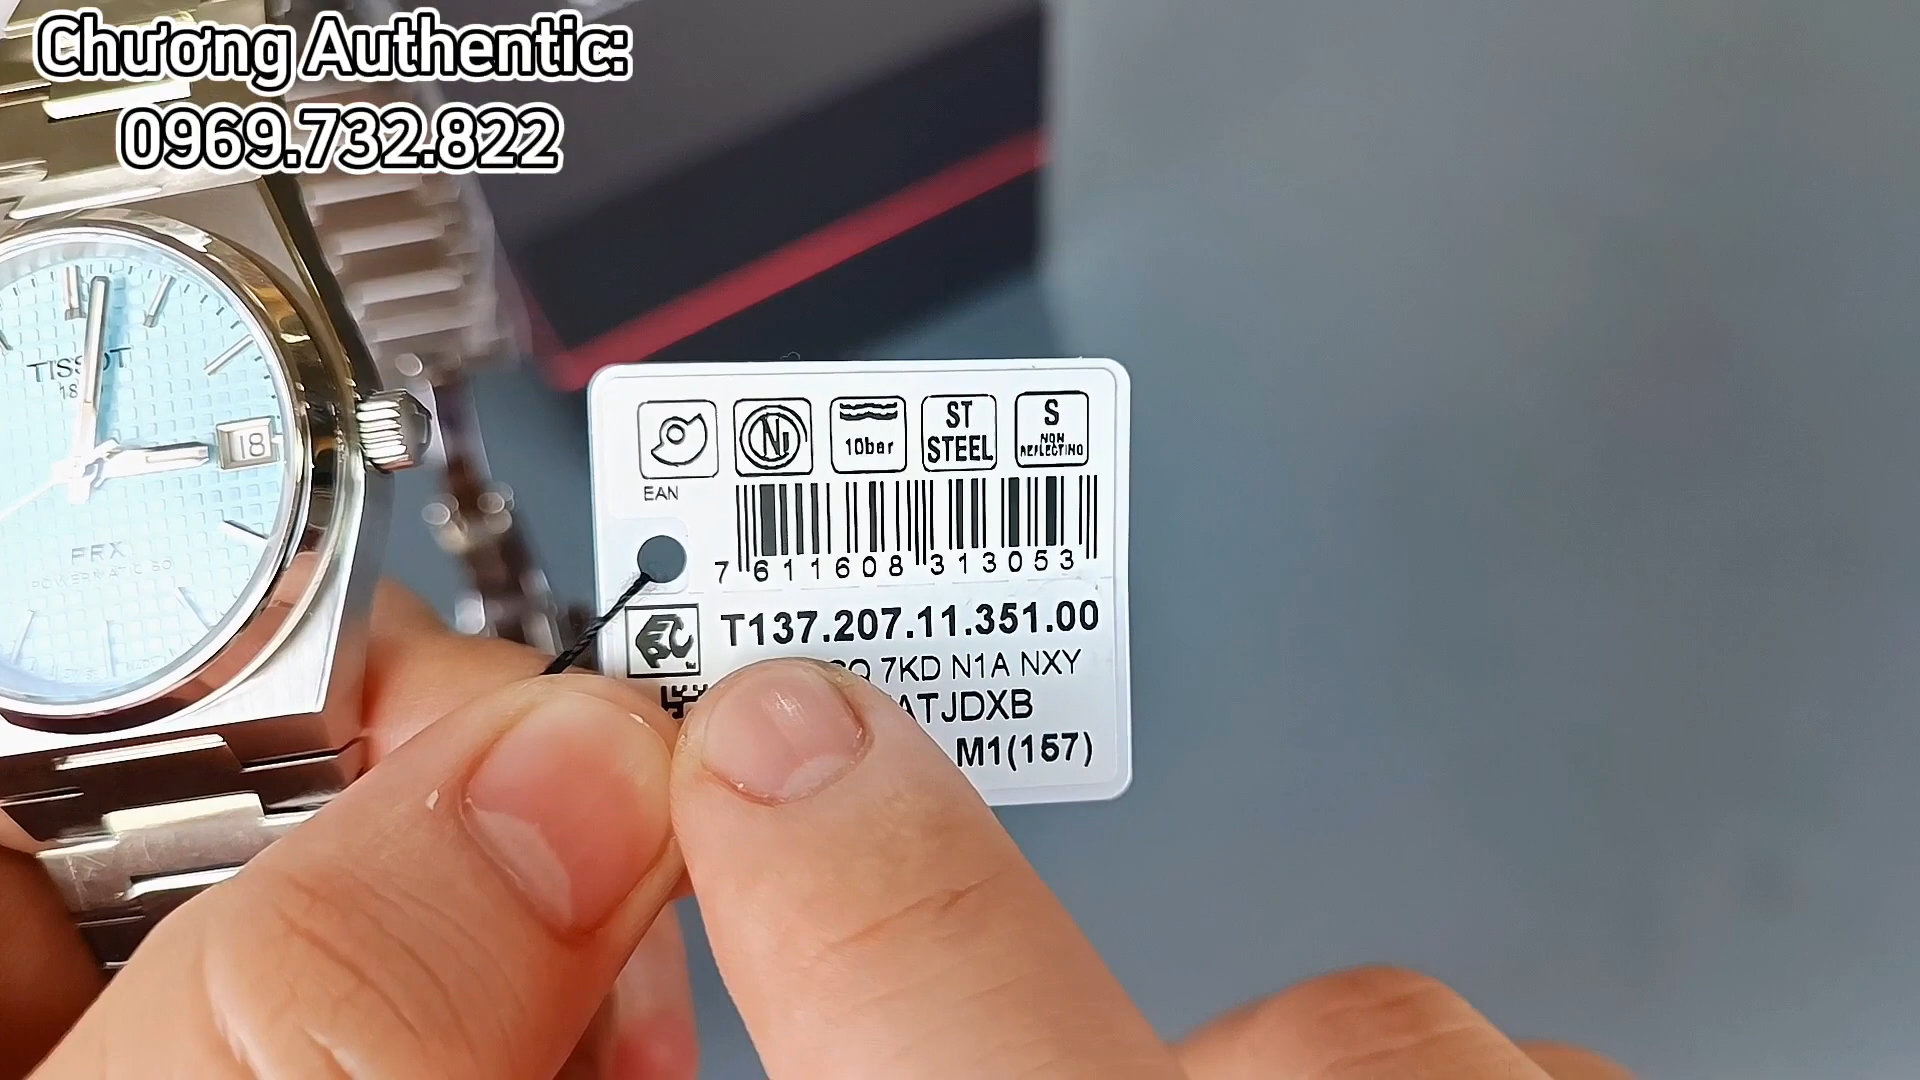 Chương Authentic:
0969.732.822
TISSOT
18
PRX
POWERMATIC 80
10bar
ST
STEEL
S
NON
REFLECTING
EAN
7 611608 313053
T137.207.11.351.00
7KD N1A NXY
ATJDXB
M1(157)